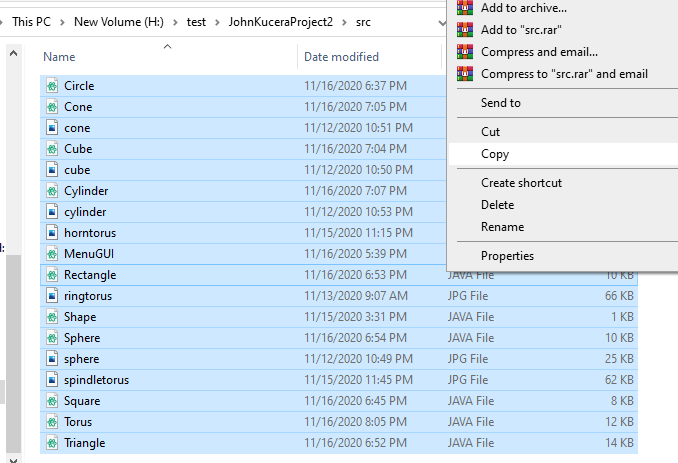 This PC > New Volume (H:) > test > JohnKuceraProject2 > src
Name Date modified
Circle 11/16/2020 6:37 PM
Cone 11/16/2020 7:05 PM
cone 11/12/2020 10:51 PM
Cube 11/16/2020 7:04 PM
cube 11/12/2020 10:50 PM
Cylinder 11/16/2020 7:07 PM
cylinder 11/12/2020 10:53 PM
horntorus 11/15/2020 11:15 PM
MenuGUI 11/16/2020 5:39 PM
Rectangle 11/16/2020 6:53 PM JAVA File 10 KB
ringtorus 11/13/2020 9:07 AM JPG File 66 KB
Shape 11/15/2020 3:31 PM JAVA File 1 KB
Sphere 11/16/2020 6:54 PM JAVA File 10 KB
sphere 11/12/2020 10:49 PM JPG File 25 KB
spindletorus 11/15/2020 11:45 PM JPG File 62 KB
Square 11/16/2020 6:45 PM JAVA File 8 KB
Torus 11/16/2020 8:05 PM JAVA File 12 KB
Triangle 11/16/2020 6:52 PM JAVA File 14 KB
Add to archive...
Add to "src.rar"
Compress and email...
Compress to "src.rar" and email
Send to
Cut
Copy
Create shortcut
Delete
Rename
Properties